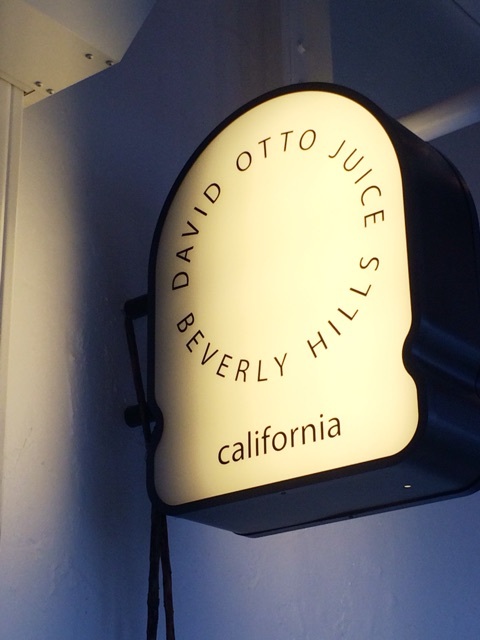 DAVID OTTO JUICE
BEVERLY HILLS
california